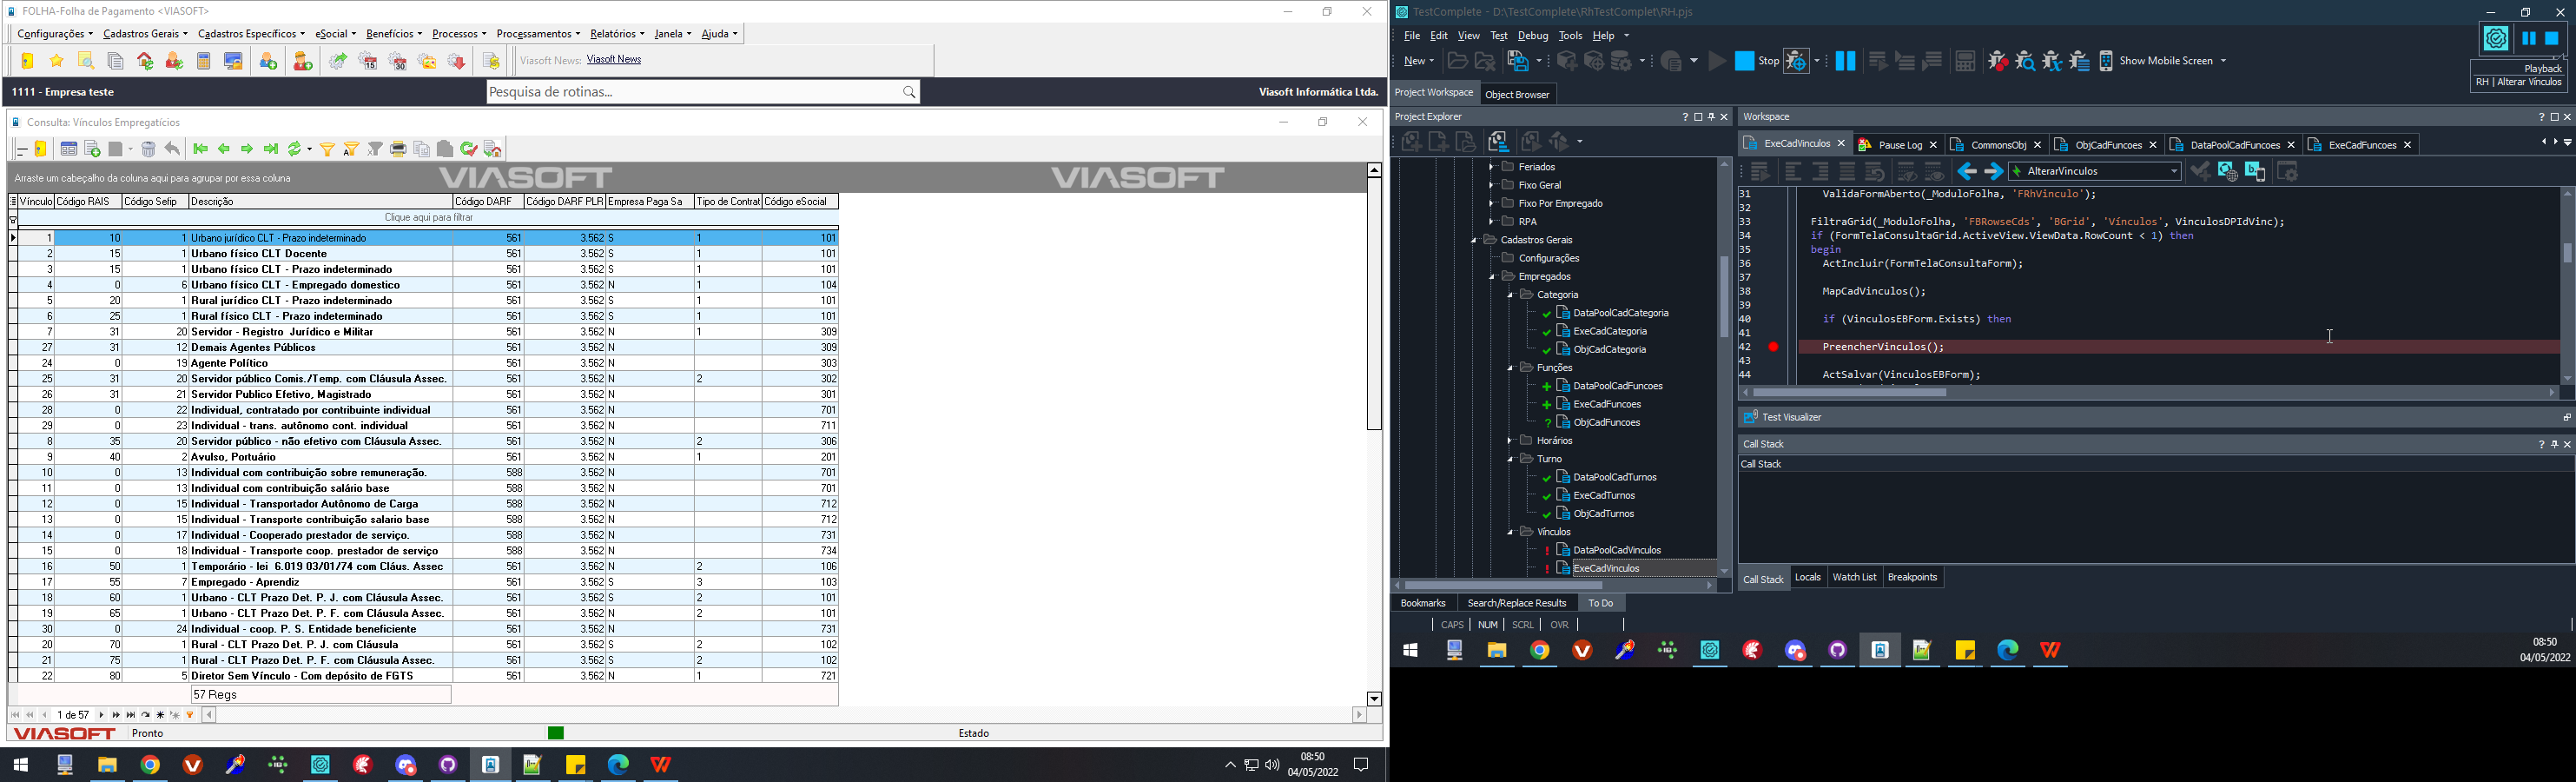 FOLHA-Folha de Pagamento <VIASOFT>
Configurações Cadastros Gerais Cadastros Específicos eSocial Benefícios Processos Processamentos Relatórios Janela Ajuda
Viasoft News: Viasoft News
1111 - Empresa teste
Pesquisa de rotinas...
Viasoft Informática Ltda.
Consulta: Vínculos Empregatícios
Arraste um cabeçalho da coluna aqui para agrupar por essa coluna
VIASOFT VIASOFT
Vínculo Código RAIS Código Sefip Descrição Código DARF Código DARF PLR Empresa Paga Sa Tipo de Contrat Código eSocial
Clique aqui para filtrar
1 10 1 Urbano jurídico CLT - Prazo indeterminado 561 3.562 S 1 101
2 15 1 Urbano físico CLT Docente 561 3.562 S 1 101
3 15 1 Urbano físico CLT - Prazo indeterminado 561 3.562 S 1 101
4 0 6 Urbano físico CLT - Empregado domestico 561 3.562 N 1 104
5 20 1 Rural jurídico CLT - Prazo indeterminado 561 3.562 S 1 101
6 25 1 Rural físico CLT - Prazo indeterminado 561 3.562 S 1 101
7 31 20 Servidor - Registro Jurídico e Militar 561 3.562 N 1 309
27 31 12 Demais Agentes Públicos 561 3.562 N 309
24 0 19 Agente Político 561 3.562 N 303
25 31 20 Servidor público Comis./Temp. com Cláusula Assec. 561 3.562 N 2 302
26 31 21 Servidor Publico Efetivo, Magistrado 561 3.562 N 301
28 0 22 Individual, contratado por contribuinte individual 561 3.562 N 701
29 0 23 Individual - trans. autônomo cont. individual 561 3.562 N 711
8 35 20 Servidor público - não efetivo com Cláusula Assec. 561 3.562 N 2 306
9 40 2 Avulso, Portuário 561 3.562 N 1 201
10 0 13 Individual com contribuição sobre remuneração. 588 3.562 N 701
11 0 13 Individual com contribuição salário base 588 3.562 N 701
12 0 15 Individual - Transportador Autônomo de Carga 588 3.562 N 712
13 0 15 Individual - Transporte contribuição salario base 588 3.562 N 712
14 0 17 Individual - Cooperado prestador de serviço. 588 3.562 N 731
15 0 18 Individual - Transporte coop. prestador de serviço 588 3.562 N 734
16 50 1 Temporário - lei 6.019 03/01/74 com Cláus. Assec 561 3.562 N 2 106
17 55 7 Empregado - Aprendiz 561 3.562 S 3 103
18 60 1 Urbano - CLT Prazo Det. P. J. com Cláusula Assec. 561 3.562 S 2 101
19 65 1 Urbano - CLT Prazo Det. P. F. com Cláusula Assec. 561 3.562 N 2 101
30 0 24 Individual - coop. P. S. Entidade beneficiente 561 3.562 N 731
20 70 1 Rural - CLT Prazo Det. P. J. com Cláusula 561 3.562 S 2 102
21 75 1 Rural - CLT Prazo Det. P. F. com Cláusula Assec. 561 3.562 S 2 102
22 80 5 Diretor Sem Vínculo - Com depósito de FGTS 561 3.562 N 1 721
57 Regs
1 de 57
VIASOFT Pronto Estado
08:50
04/05/2022
TestComplete - D:\TestComplete\RhTestComplet\RH.pjs
File Edit View Test Debug Tools Help
New Stop Show Mobile Screen
Playback
RH | Alterar Vínculos
Project Workspace Object Browser
Project Explorer
Feriados
Fixo Geral
Fixo Por Empregado
RPA
Cadastros Gerais
Configurações
Empregados
Categoria
DataPoolCadCategoria
ExeCadCategoria
ObjCadCategoria
Funções
DataPoolCadFuncoes
ExeCadFuncoes
ObjCadFuncoes
Horários
Turno
DataPoolCadTurnos
ExeCadTurnos
ObjCadTurnos
Vínculos
DataPoolCadVinculos
ExeCadVinculos
Bookmarks Search/Replace Results To Do
CAPS NUM SCRL OVR
Workspace
ExeCadVinculos Pause Log CommonsObj ObjCadFuncoes DataPoolCadFuncoes ExeCadFuncoes
AlterarVinculos
31 ValidaFormAberto(_ModuloFolha, 'FRhVinculo');
32
33 FiltraGrid(_ModuloFolha, 'FBRowseCds', 'BGrid', 'Vínculos', VinculosDPIdVinc);
34 if (FormTelaConsultaGrid.ActiveView.ViewData.RowCount < 1) then
35 begin
36 ActIncluir(FormTelaConsultaForm);
37
38 MapCadVinculos();
39
40 if (VinculosEBForm.Exists) then
41
42 PreencherVinculos();
43
44 ActSalvar(VinculosEBForm);
Test Visualizer
Call Stack
Call Stack
Call Stack Locals Watch List Breakpoints
08:50
04/05/2022